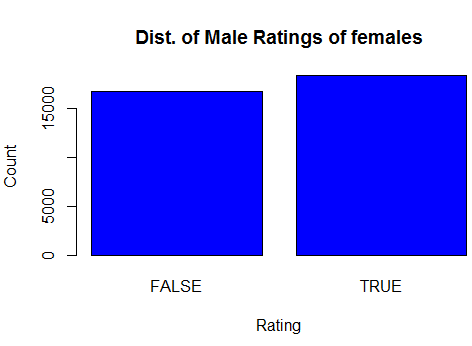 Dist. of Male Ratings of females
15000
5000
0
Count
FALSE TRUE
Rating